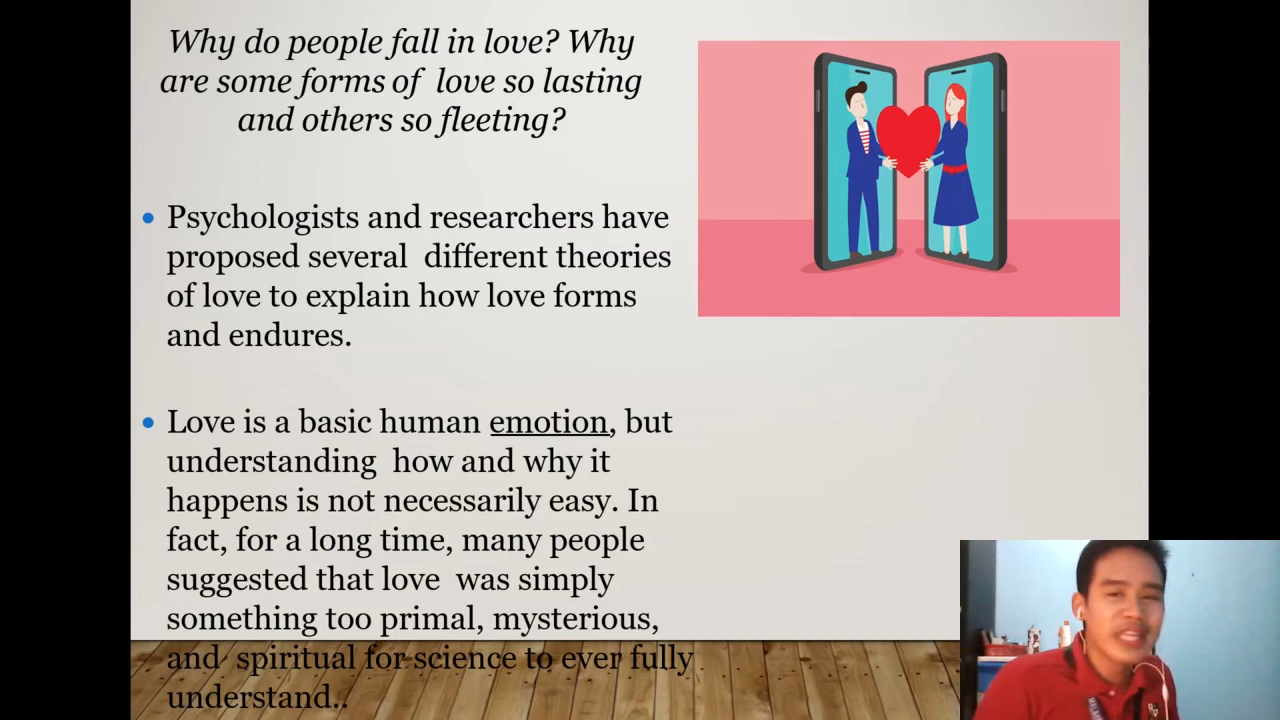 Why do people fall in love? Why
are some forms of love so lasting
and others so fleeting?
Psychologists and researchers have
proposed several different theories
of love to explain how love forms
and endures.
Love is a basic human emotion, but
understanding how and why it
happens is not necessarily easy. In
fact, for a long time, many people
suggested that love was simply
something too primal, mysterious,
and spiritual for science to ever fully
understand..